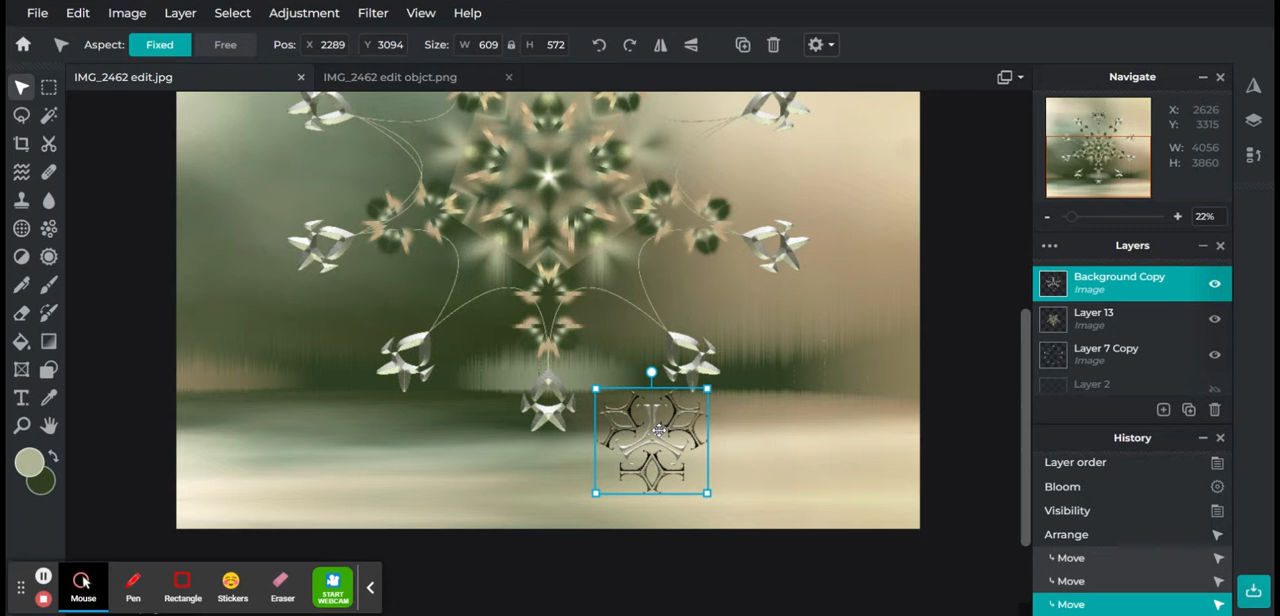 File Edit Image Layer Select Adjustment Filter View Help
Aspect: Fixed Free Pos: X 2289 Y 3094 Size: W 609 H 572
IMG_2462 edit.jpg IMG_2462 edit objct.png
Navigate
X: 2626
Y: 3315
W: 4056
H: 3860
22%
Layers
Background Copy
Image
Layer 13
Image
Layer 7 Copy
Image
Layer 2
History
Layer order
Bloom
Visibility
Arrange
Move
Move
Move
Mouse Pen Rectangle Stickers Eraser START
WEBCAM